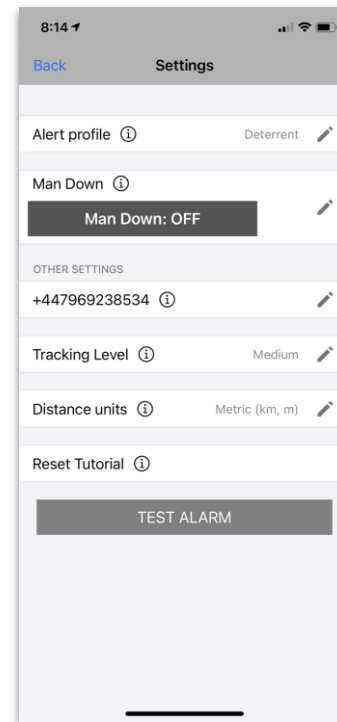 8:14
Back Settings
Alert profile Deterrent
Man Down
Man Down: OFF
OTHER SETTINGS
+447969238534
Tracking Level Medium
Distance units Metric (km, m)
Reset Tutorial
TEST ALARM